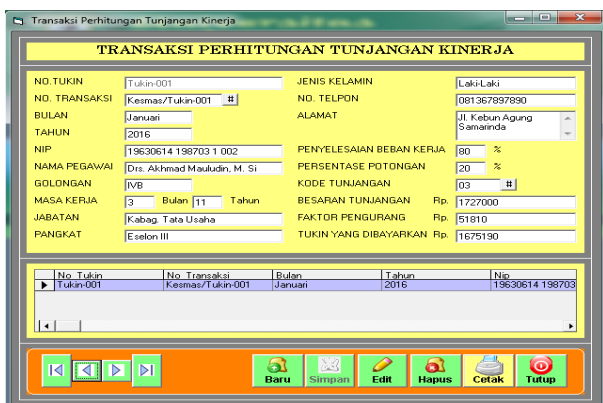 Transaksi Perhitungan Tunjangan Kinerja
TRANSAKSI PERHITUNGAN TUNJANGAN KINERJA
NO.TUKIN Tukin-001
NO. TRANSAKSI Kesmas/Tukin-001 #
BULAN Januari
TAHUN 2016
NIP 19630614 198703 1 002
NAMA PEGAWAI Drs. Akhmad Mauludin, M. Si
GOLONGAN IVB
MASA KERJA 3 Bulan 11 Tahun
JABATAN Kabag. Tata Usaha
PANGKAT Eselon III
JENIS KELAMIN Laki-Laki
NO. TELPON 081367897890
ALAMAT Jl. Kebun Agung
Samarinda
PENYELESAIAN BEBAN KERJA 80 %
PERSENTASE POTONGAN 20 %
KODE TUNJANGAN 03 #
BESARAN TUNJANGAN Rp. 1727000
FAKTOR PENGURANG Rp. 51810
TUKIN YANG DIBAYARKAN Rp. 1675190
No_Tukin No_Transaksi Bulan Tahun Nip
Tukin-001 Kesmas/Tukin-001 Januari 2016 19630614 198703
Baru Simpan Edit Hapus Cetak Tutup